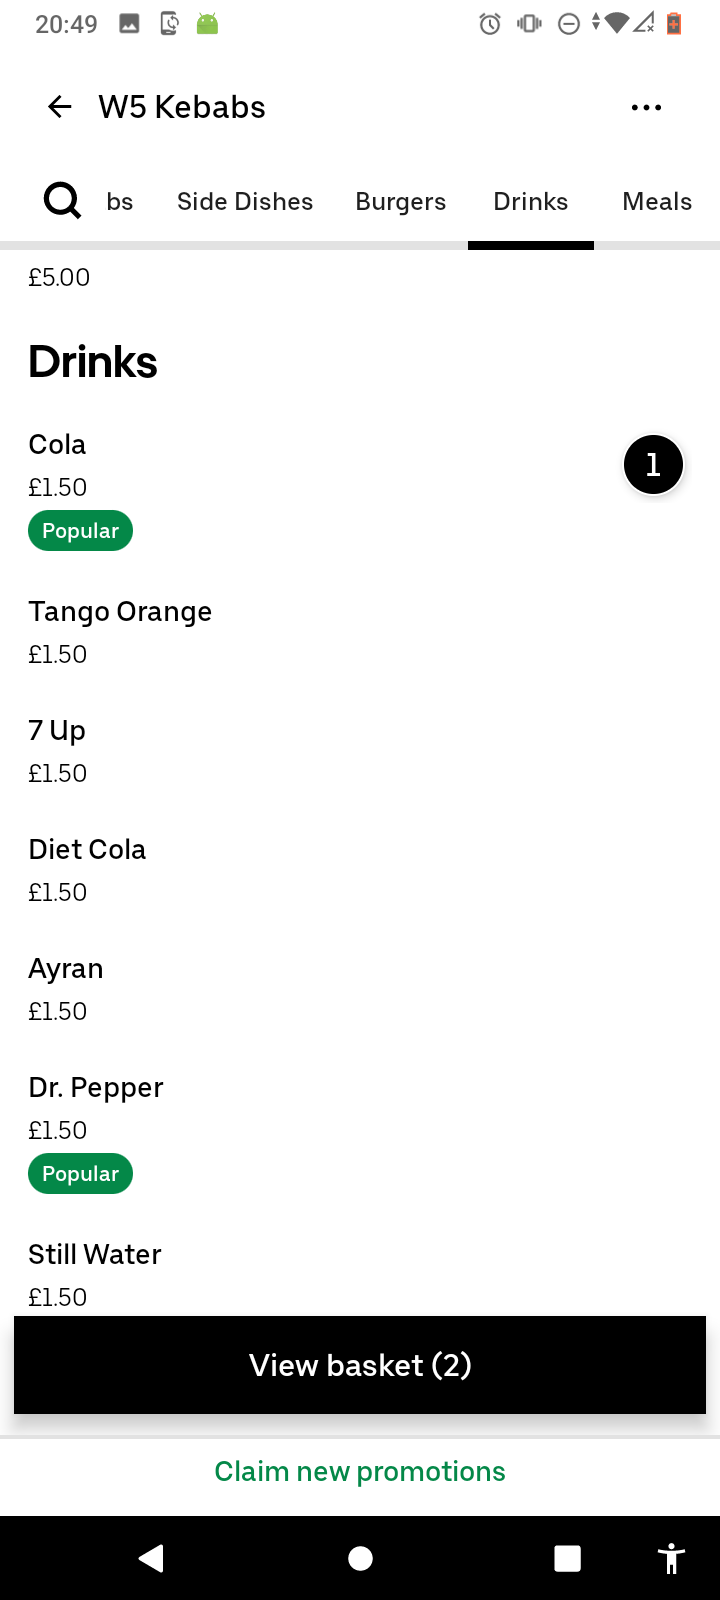 20:49
W5 Kebabs
bs Side Dishes Burgers Drinks Meals
£5.00
Drinks
Cola
1
£1.50
Popular
Tango Orange
£1.50
7 Up
£1.50
Diet Cola
£1.50
Ayran
£1.50
Dr. Pepper
£1.50
Popular
Still Water
£1.50
View basket (2)
Claim new promotions